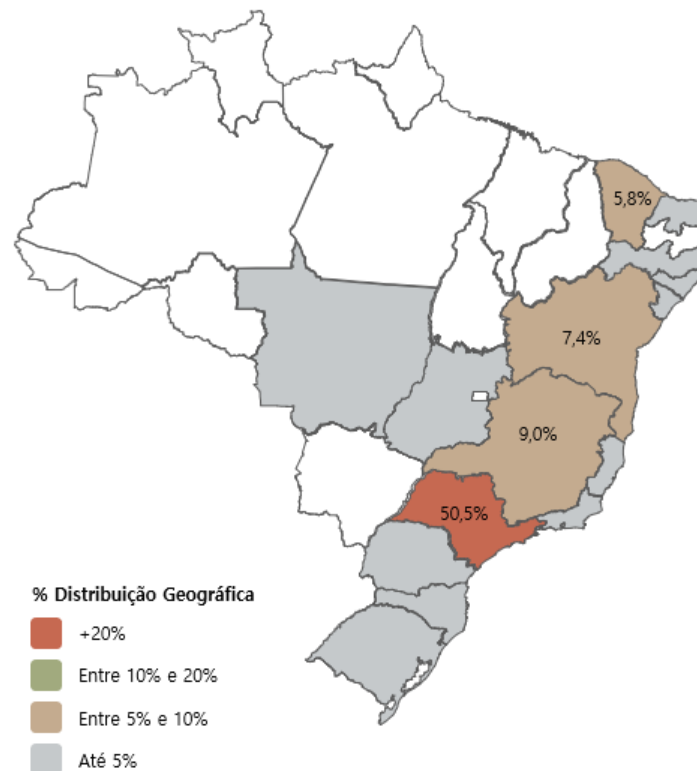 5,8%
7,4%
9,0%
50,5%
% Distribuição Geográfica
+20%
Entre 10% e 20%
Entre 5% e 10%
Até 5%